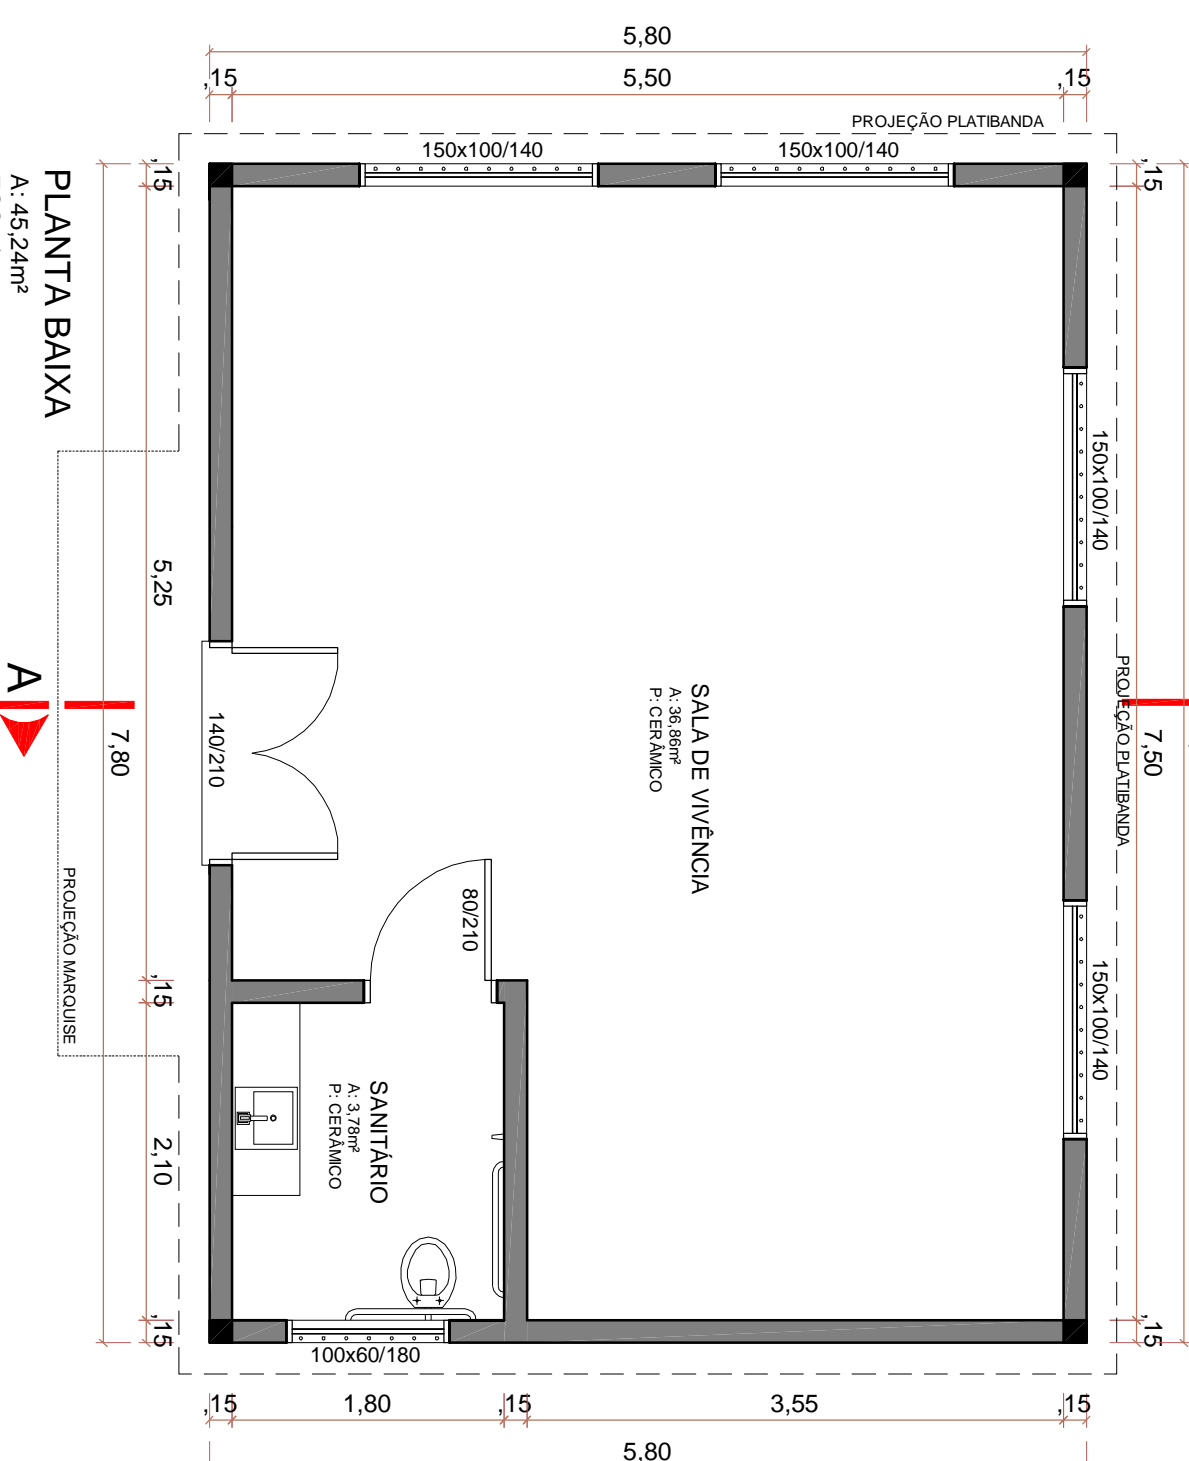 5,80
,15
5,50
,15
PROJEÇÃO PLATIBANDA
150x100/140
150x100/140
,15
,15
PLANTA BAIXA
A: 45,24m²
150x100/140
5,25
PROJEÇÃO PLATIBANDA
7,50
SALA DE VIVÊNCIA
A: 36,86m²
P: CERÂMICO
A
140/210
7,80
80/210
PROJEÇÃO MARQUISE
,15
150x100/140
SANITÁRIO
A: 3,78m²
P: CERÂMICO
2,10
,15
,15
100x60/180
,15
1,80
,15
3,55
,15
5,80